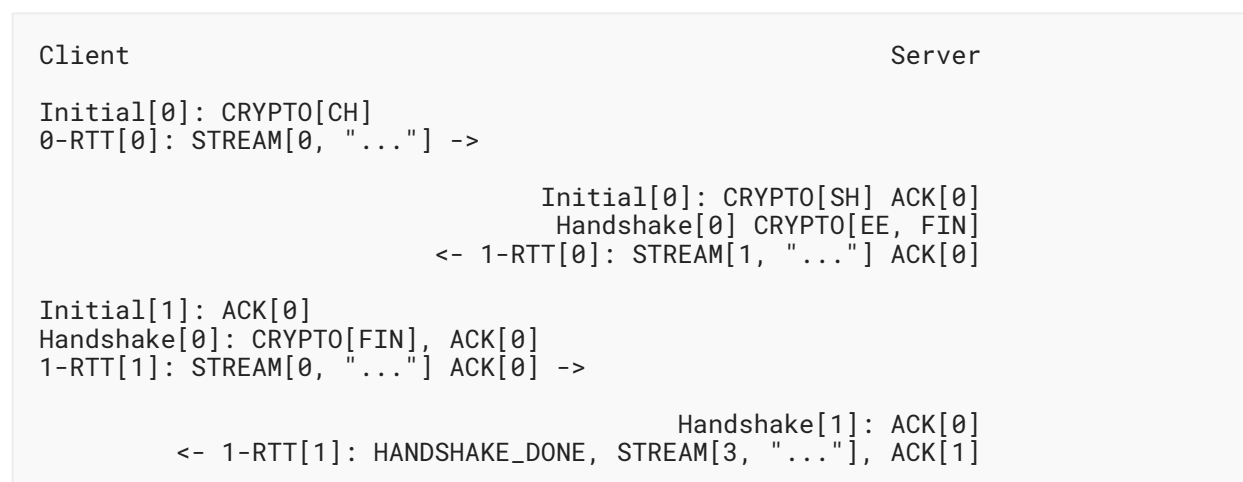 Client Server
Initial[0]: CRYPTO[CH]
0-RTT[0]: STREAM[0, "..."] ->
Initial[0]: CRYPTO[SH] ACK[0]
Handshake[0] CRYPTO[EE, FIN]
<- 1-RTT[0]: STREAM[1, "..."] ACK[0]
Initial[1]: ACK[0]
Handshake[0]: CRYPTO[FIN], ACK[0]
1-RTT[1]: STREAM[0, "..."] ACK[0] ->
Handshake[1]: ACK[0]
<- 1-RTT[1]: HANDSHAKE_DONE, STREAM[3, "..."], ACK[1]